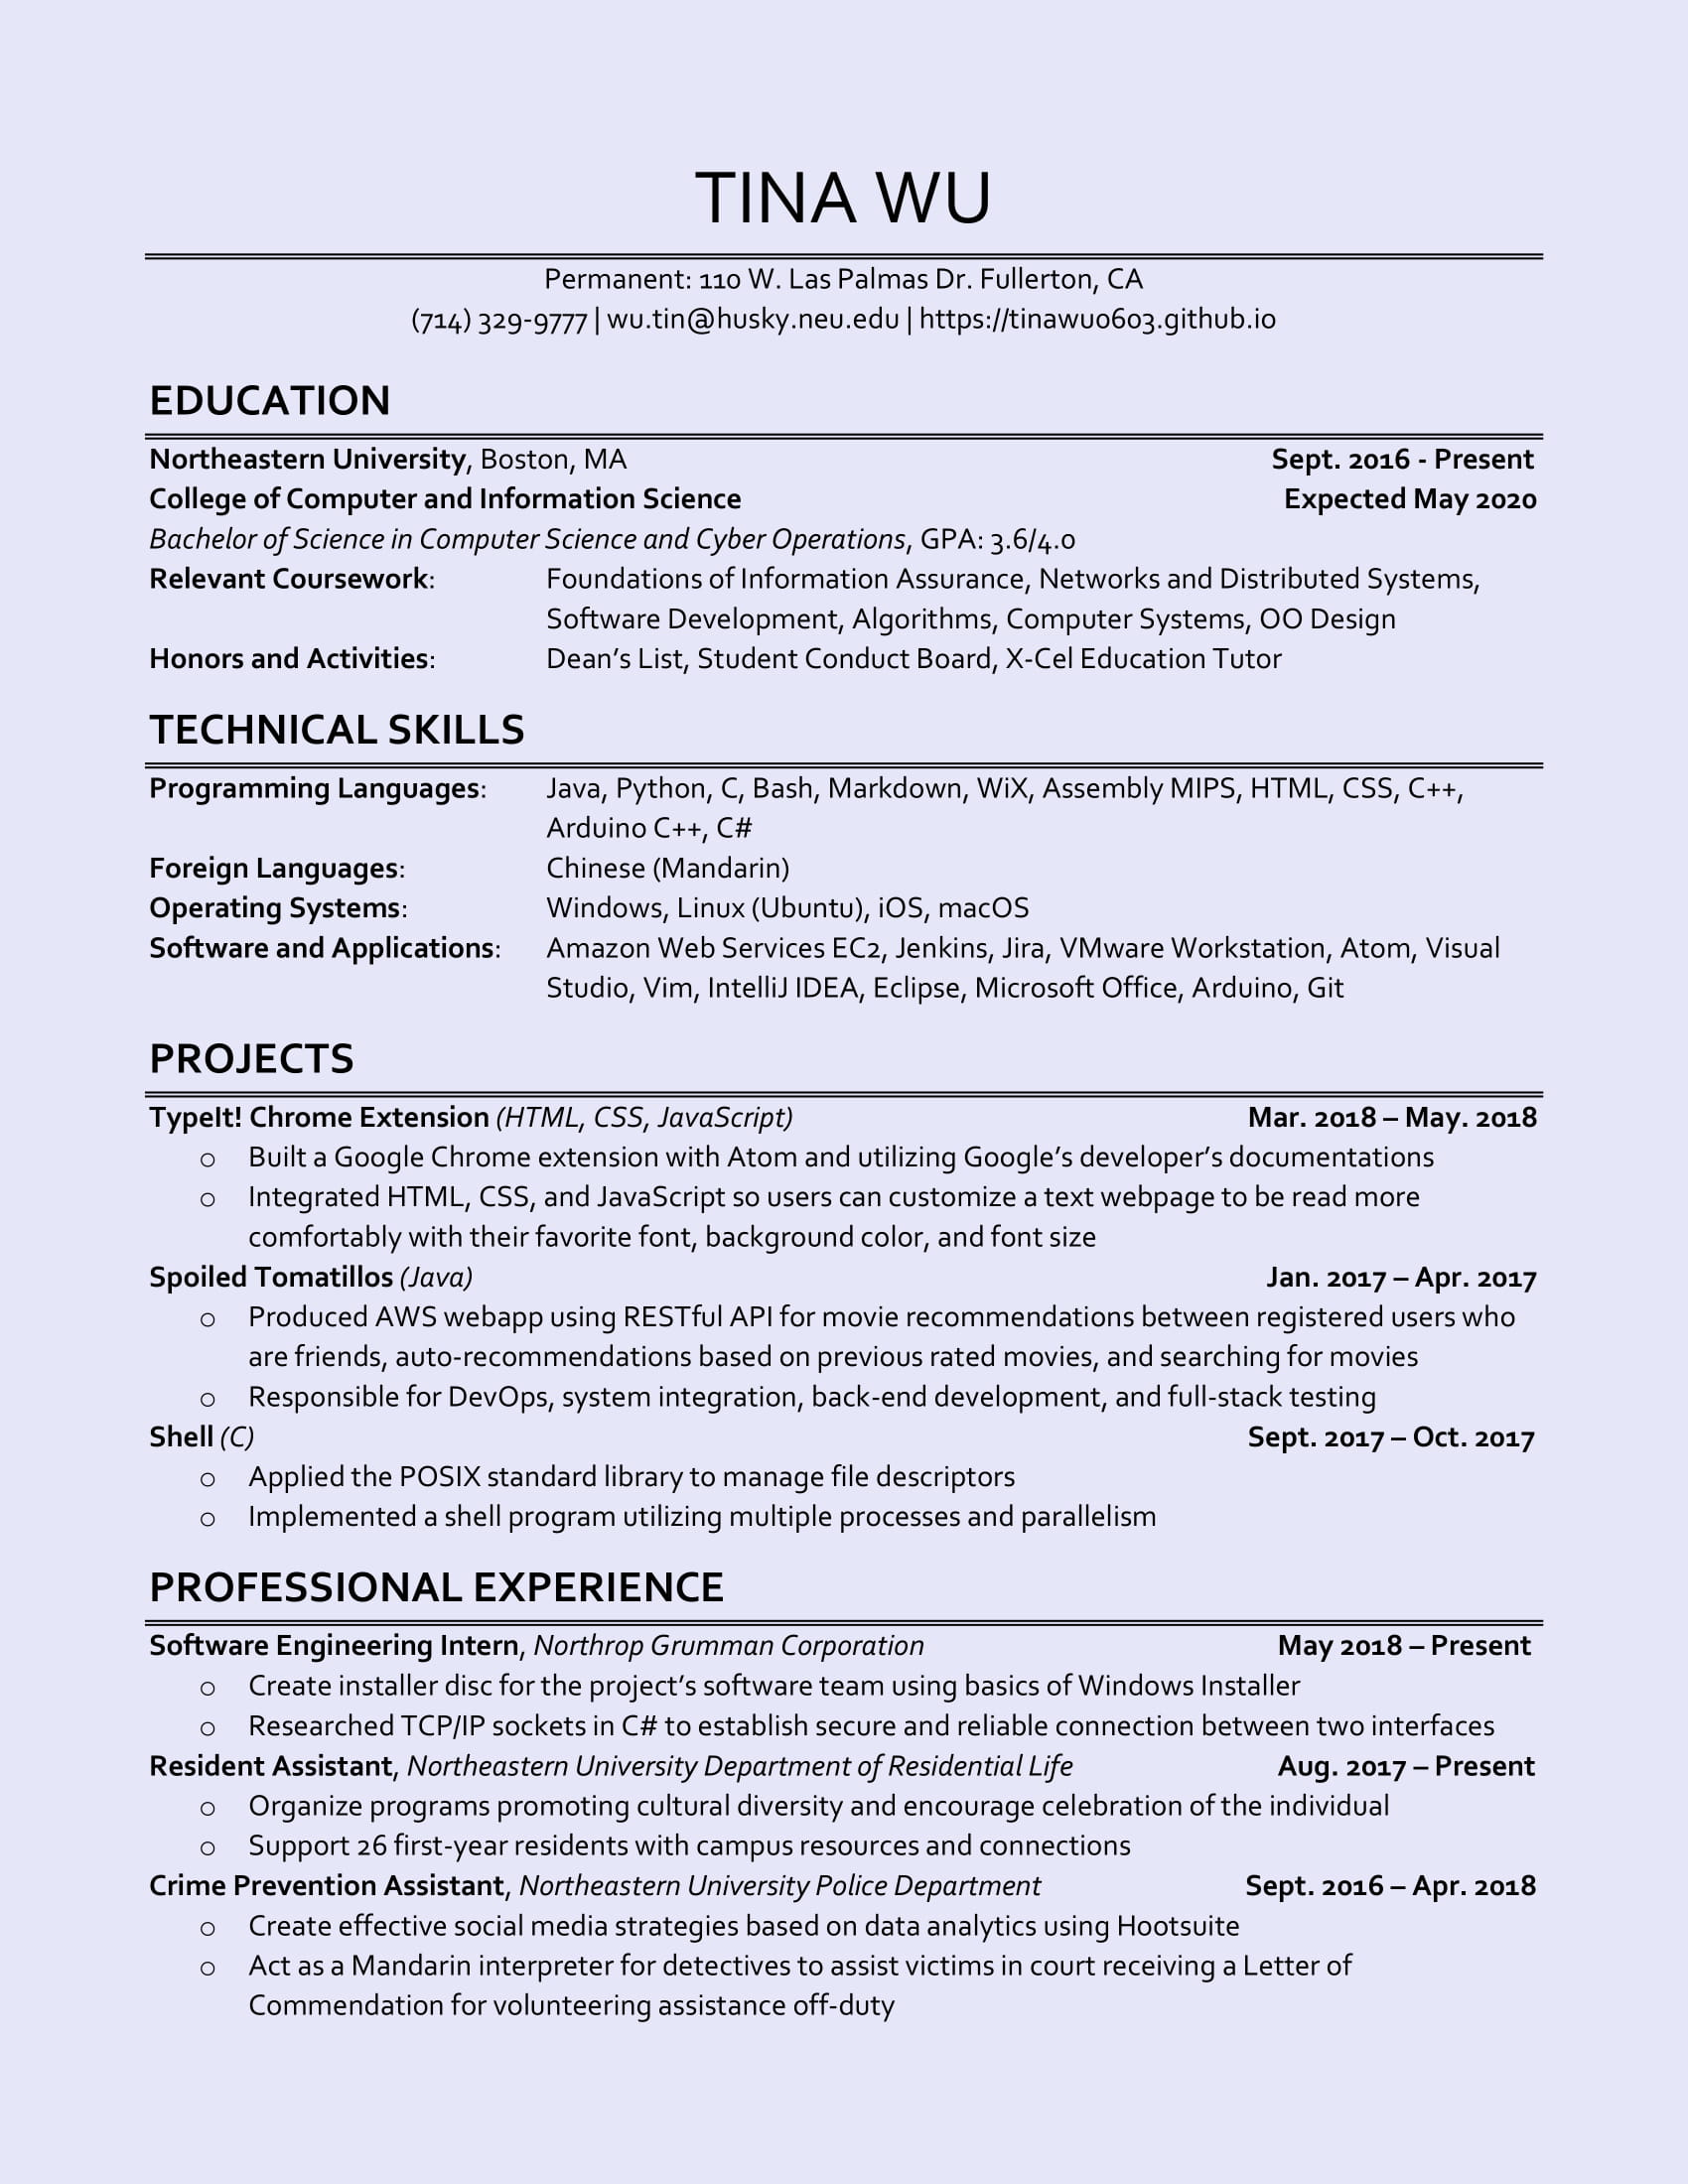 TINA WU
Permanent: 110 W. Las Palmas Dr. Fullerton, CA
(714) 329-9777 | wu.tin@husky.neu.edu | https://tinawu0603.github.io
EDUCATION
Northeastern University, Boston, MA Sept. 2016 - Present
College of Computer and Information Science Expected May 2020
Bachelor of Science in Computer Science and Cyber Operations, GPA: 3.6/4.0
Relevant Coursework: Foundations of Information Assurance, Networks and Distributed Systems,
Software Development, Algorithms, Computer Systems, OO Design
Honors and Activities: Dean’s List, Student Conduct Board, X-Cel Education Tutor
TECHNICAL SKILLS
Programming Languages: Java, Python, C, Bash, Markdown, WiX, Assembly MIPS, HTML, CSS, C++,
Arduino C++, C#
Foreign Languages: Chinese (Mandarin)
Operating Systems: Windows, Linux (Ubuntu), iOS, macOS
Software and Applications: Amazon Web Services EC2, Jenkins, Jira, VMware Workstation, Atom, Visual
Studio, Vim, IntelliJ IDEA, Eclipse, Microsoft Office, Arduino, Git
PROJECTS
TypeIt! Chrome Extension (HTML, CSS, JavaScript) Mar. 2018 – May. 2018
o Built a Google Chrome extension with Atom and utilizing Google’s developer’s documentations
o Integrated HTML, CSS, and JavaScript so users can customize a text webpage to be read more
comfortably with their favorite font, background color, and font size
Spoiled Tomatillos (Java) Jan. 2017 – Apr. 2017
o Produced AWS webapp using RESTful API for movie recommendations between registered users who
are friends, auto-recommendations based on previous rated movies, and searching for movies
o Responsible for DevOps, system integration, back-end development, and full-stack testing
Shell (C) Sept. 2017 – Oct. 2017
o Applied the POSIX standard library to manage file descriptors
o Implemented a shell program utilizing multiple processes and parallelism
PROFESSIONAL EXPERIENCE
Software Engineering Intern, Northrop Grumman Corporation May 2018 – Present
o Create installer disc for the project’s software team using basics of Windows Installer
o Researched TCP/IP sockets in C# to establish secure and reliable connection between two interfaces
Resident Assistant, Northeastern University Department of Residential Life Aug. 2017 – Present
o Organize programs promoting cultural diversity and encourage celebration of the individual
o Support 26 first-year residents with campus resources and connections
Crime Prevention Assistant, Northeastern University Police Department Sept. 2016 – Apr. 2018
o Create effective social media strategies based on data analytics using Hootsuite
o Act as a Mandarin interpreter for detectives to assist victims in court receiving a Letter of
Commendation for volunteering assistance off-duty